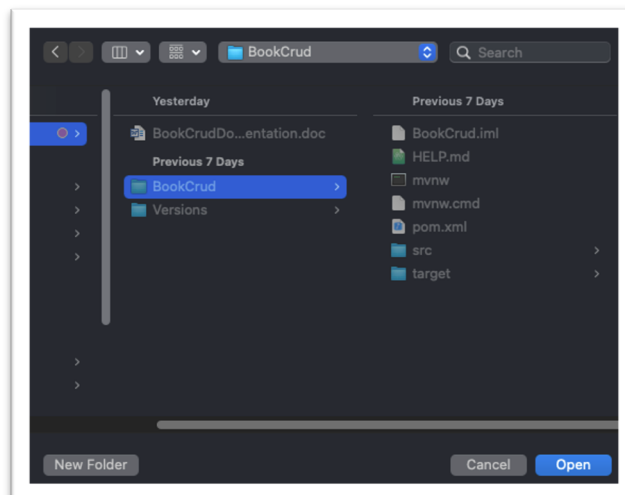 BookCrud
Search
Yesterday
BookCrudDo...entation.doc
Previous 7 Days
BookCrud
Versions
Previous 7 Days
BookCrud.iml
HELP.md
mvnw
mvnw.cmd
pom.xml
src
target
New Folder
Cancel
Open